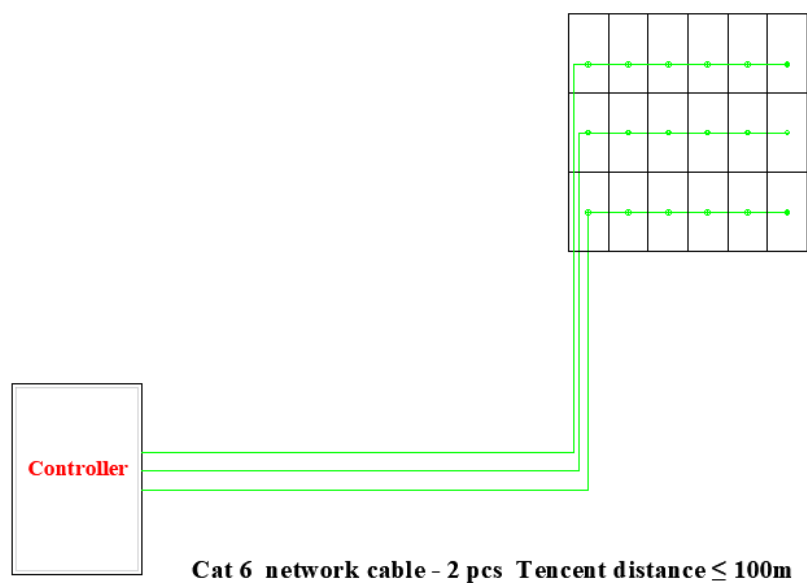 Controller
Cat 6 network cable - 2 pcs Tencent distance ≤ 100m